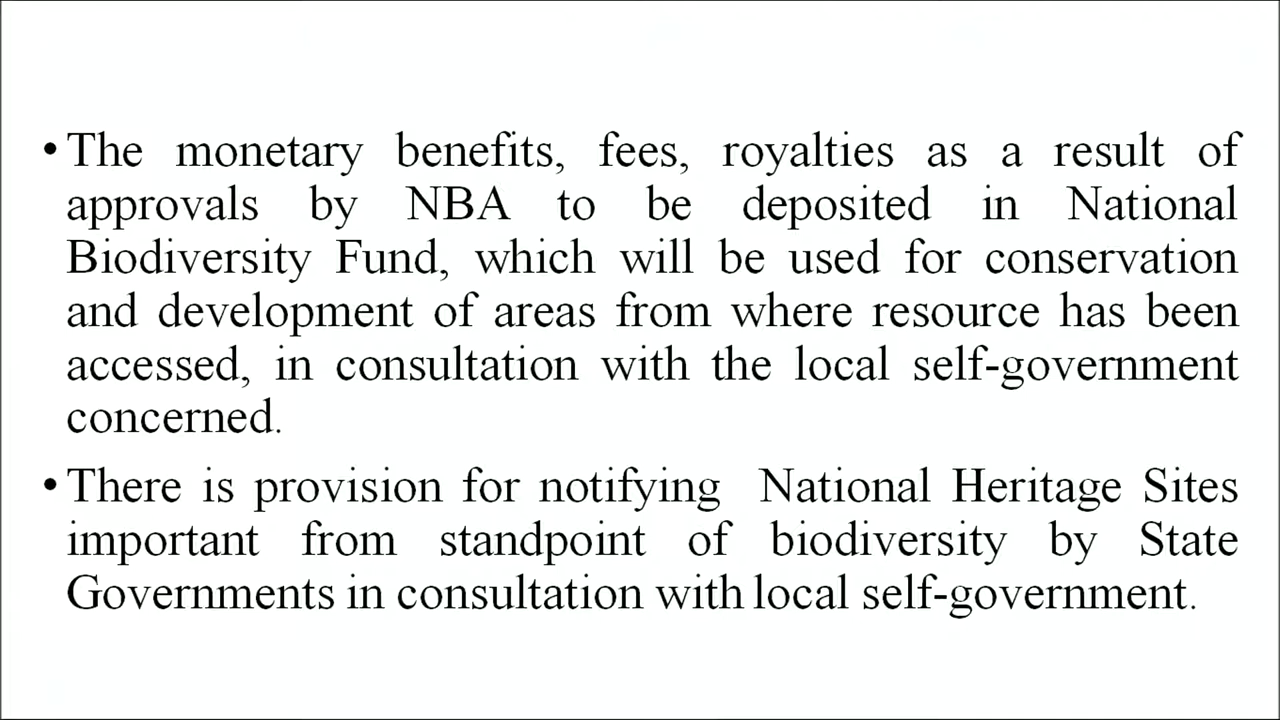 • The monetary benefits, fees, royalties as a result of
approvals by NBA to be deposited in National
Biodiversity Fund, which will be used for conservation
and development of areas from where resource has been
accessed, in consultation with the local self-government
concerned.
• There is provision for notifying National Heritage Sites
important from standpoint of biodiversity by State
Governments in consultation with local self-government.